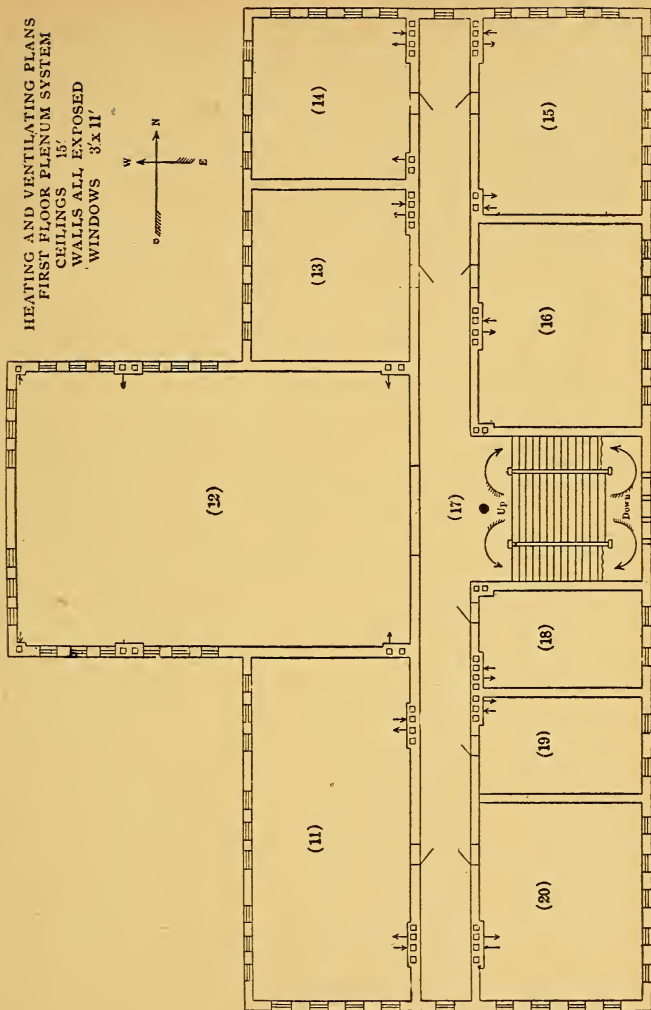 HEATING AND VENTILATING PLANS
FIRST FLOOR PLENUM SYSTEM
CEILINGS 15'
WALLS ALL EXPOSED
WINDOWS 3'x 11'
W
N
E
(14)
(15)
(13)
(16)
(12)
(17)
Up
Down
(18)
(11)
(19)
(20)